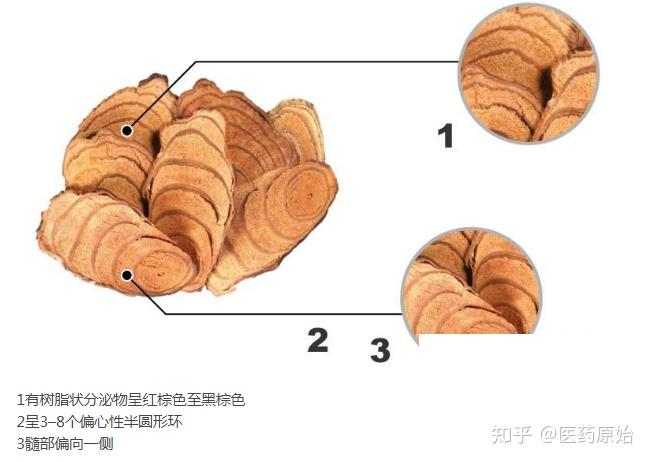 1
2
3
1有树脂状分泌物呈红棕色至黑棕色
2呈3–8个偏心性半圆形环
3髓部偏向一侧
知乎 @医药原始